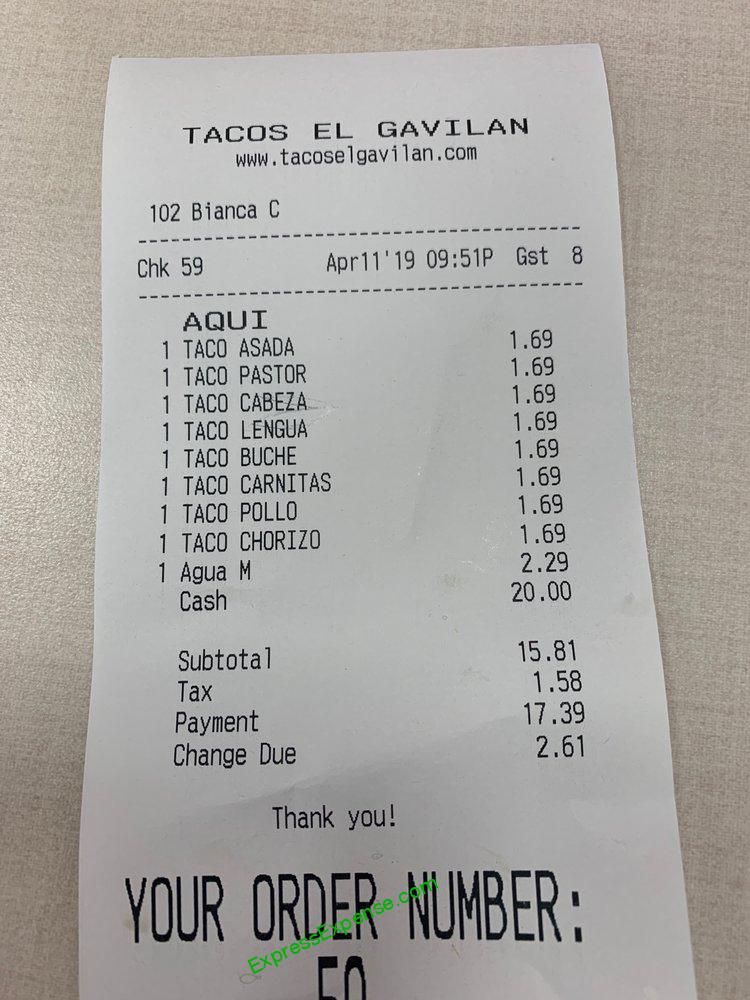 TACOS EL GAVILAN
www.tacoselgavilan.com
102 Bianca C
Chk 59 Apr11'19 09:51P Gst 8
AQUI
1 TACO ASADA 1.69
1 TACO PASTOR 1.69
1 TACO CABEZA 1.69
1 TACO LENGUA 1.69
1 TACO BUCHE 1.69
1 TACO CARNITAS 1.69
1 TACO POLLO 1.69
1 TACO CHORIZO 1.69
1 Agua M 2.29
Cash 20.00
Subtotal 15.81
Tax 1.58
Payment 17.39
Change Due 2.61
Thank you!
YOUR ORDER NUMBER:
ExpressExpense.com